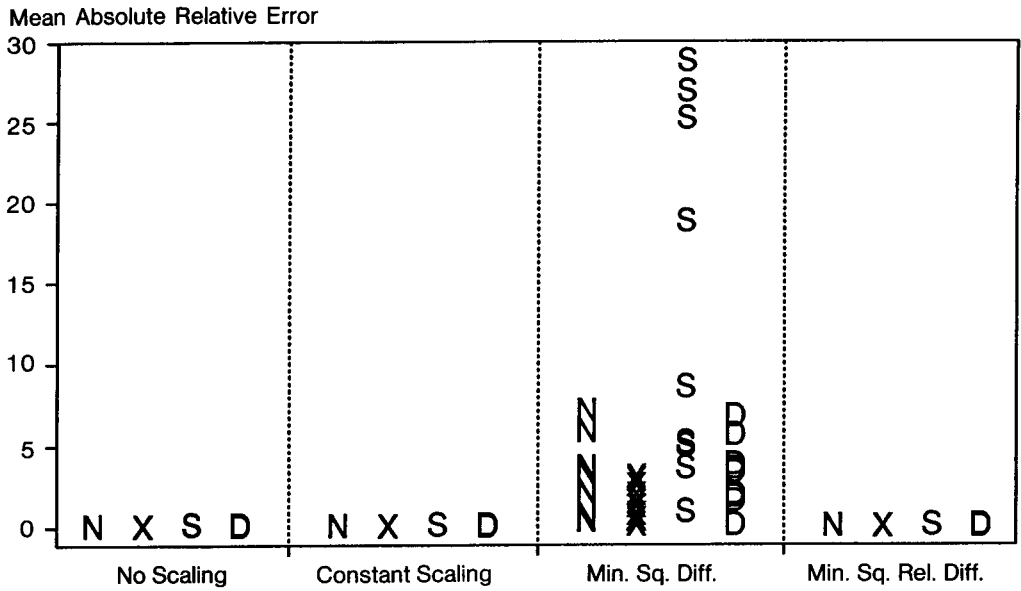 Mean Absolute Relative Error
30
S
S
25 S
20
S
15
10
S
N D
N D
5 S
S
N S D
N X D
N X D
N X S D
0 N X S D N X S D N X D N X S D
No Scaling Constant Scaling Min. Sq. Diff. Min. Sq. Rel. Diff.